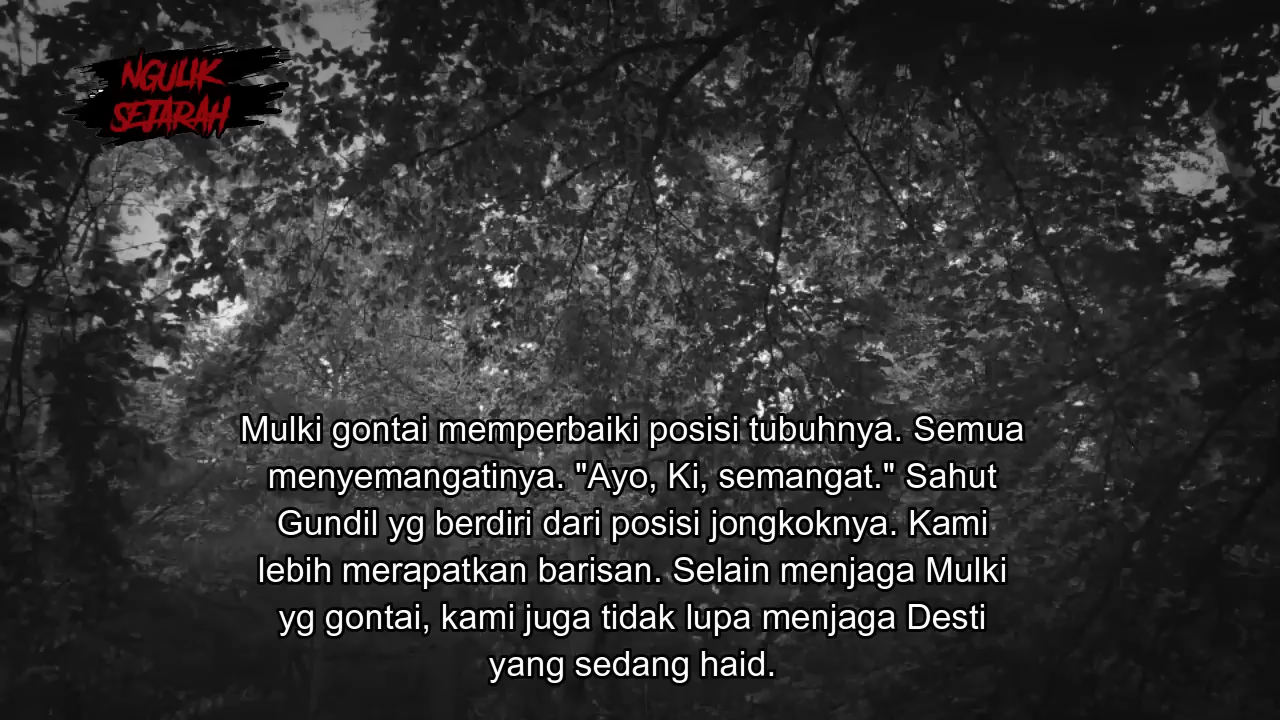 NGULIK
SEJARAH
Mulki gontai memperbaiki posisi tubuhnya. Semua
menyemangatinya. "Ayo, Ki, semangat." Sahut
Gundil yg berdiri dari posisi jongkoknya. Kami
lebih merapatkan barisan. Selain menjaga Mulki
yg gontai, kami juga tidak lupa menjaga Desti
yang sedang haid.